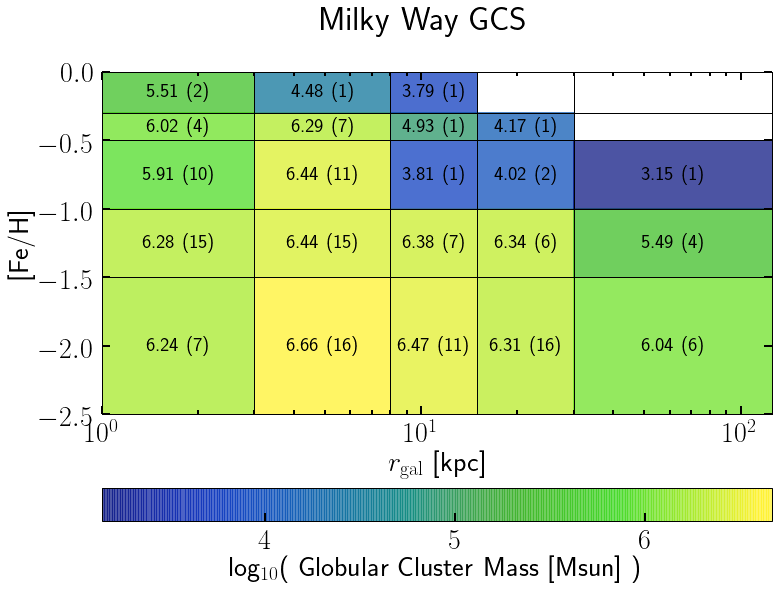 Milky Way GCS
0.0
5.51 (2) 4.48 (1) 3.79 (1)
6.02 (4) 6.29 (7) 4.93 (1) 4.17 (1)
−0.5
5.91 (10) 6.44 (11) 3.81 (1) 4.02 (2) 3.15 (1)
−1.0
[Fe/H]
6.28 (15) 6.44 (15) 6.38 (7) 6.34 (6) 5.49 (4)
−1.5
6.24 (7) 6.66 (16) 6.47 (11) 6.31 (16) 6.04 (6)
−2.0
−2.5
10⁰ 10¹ 10²
r_gal [kpc]
4 5 6
log₁₀( Globular Cluster Mass [Msun] )